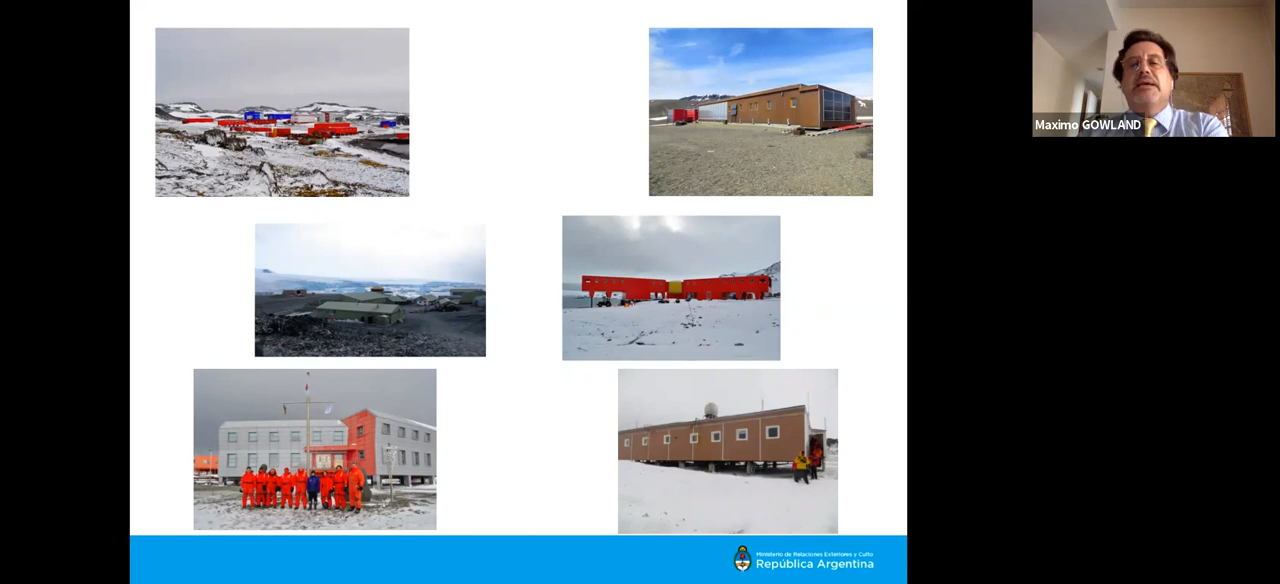 Maximo GOWLAND
Ministerio de Relaciones Exteriores y Culto
República Argentina